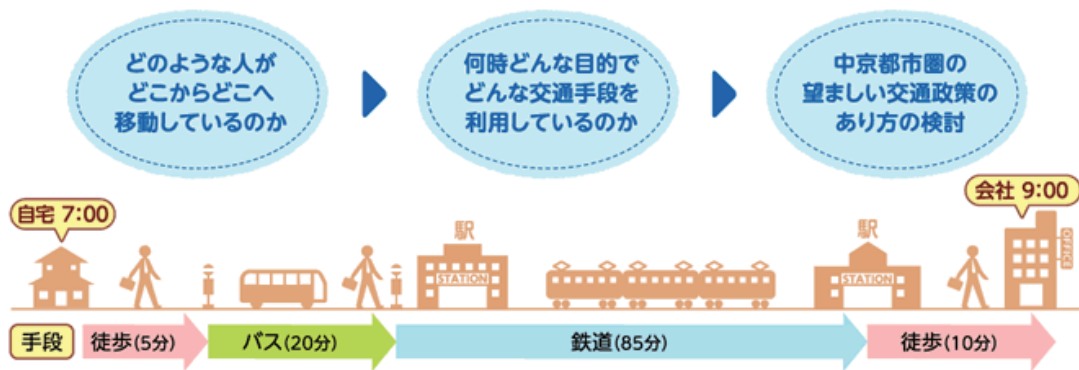 どのような人が
どこからどこへ
移動しているのか
何時どんな目的で
どんな交通手段を
利用しているのか
中京都市圏の
望ましい交通政策の
あり方の検討
自宅 7:00
会社 9:00
駅
STATION
駅
STATION
OFFICE
手段
徒歩(5分)
バス(20分)
鉄道(85分)
徒歩(10分)